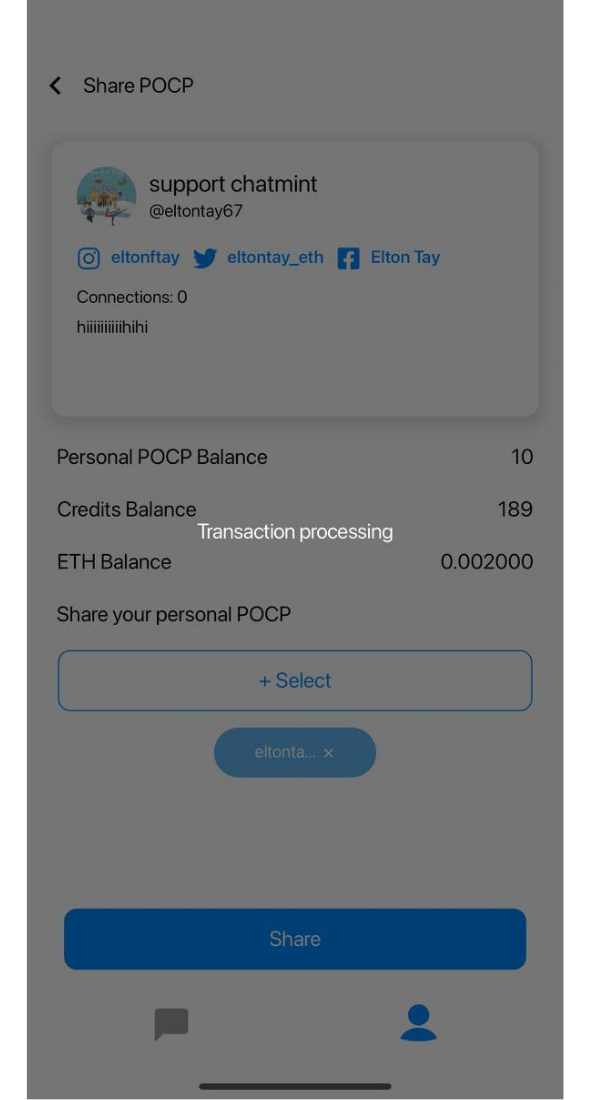 Share POCP
support chatmint
@eltontay67
eltonftay eltontay_eth Elton Tay
Connections: 0
hiiiiiiiiihihi
Personal POCP Balance 10
Credits Balance 189
Transaction processing
ETH Balance 0.002000
Share your personal POCP
+ Select
eltonta... ×
Share